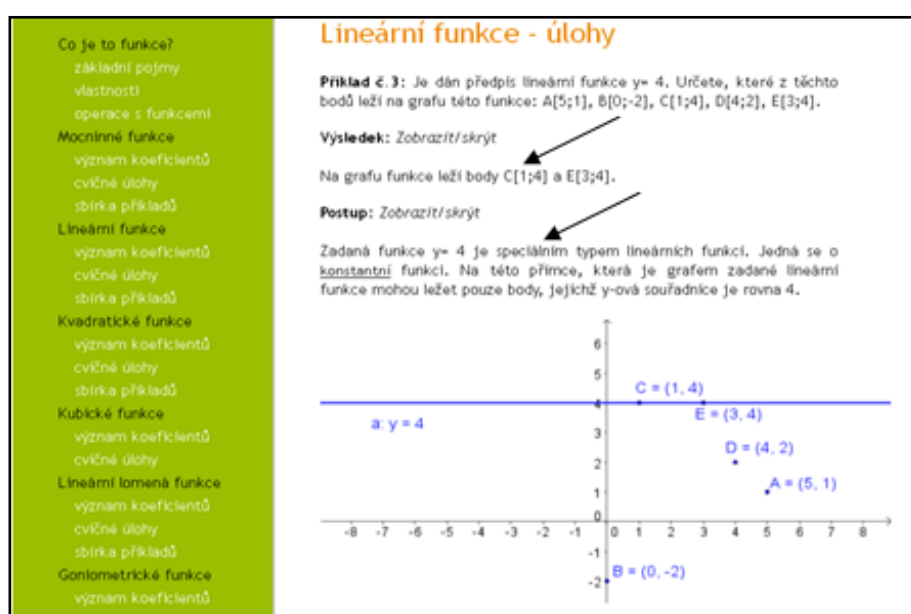 Co je to funkce?
základní pojmy
vlastnosti
operace s funkcemi
Mocninné funkce
význam koeficientů
cvičné úlohy
sbírka příkladů
Lineární funkce
význam koeficientů
cvičné úlohy
sbírka příkladů
Kvadratické funkce
význam koeficientů
cvičné úlohy
sbírka příkladů
Kubické funkce
význam koeficientů
cvičné úlohy
sbírka příkladů
Lineární lomená funkce
význam koeficientů
cvičné úlohy
sbírka příkladů
Goniometrické funkce
význam koeficientů
Lineární funkce - úlohy
Příklad č.3: Je dán předpis lineární funkce y= 4. Určete, které z těchto
bodů leží na grafu této funkce: A[5;1], B[0;-2], C[1;4], D[4;2], E[3;4].
Výsledek: Zobrazit/skrýt
Na grafu funkce leží body C[1;4] a E[3;4].
Postup: Zobrazit/skrýt
Zadaná funkce y= 4 je speciálním typem lineárních funkcí. Jedná se o
konstantní funkci. Na této přímce, která je grafem zadané lineární
funkce mohou ležet pouze body, jejichž y-ová souřadnice je rovna 4.
6
5
C = (1, 4)
4
E = (3, 4)
a: y = 4
3
D = (4, 2)
2
A = (5, 1)
1
0
-8 -7 -6 -5 -4 -3 -2 -1 0 1 2 3 4 5 6 7 8
-1
B = (0, -2)
-2